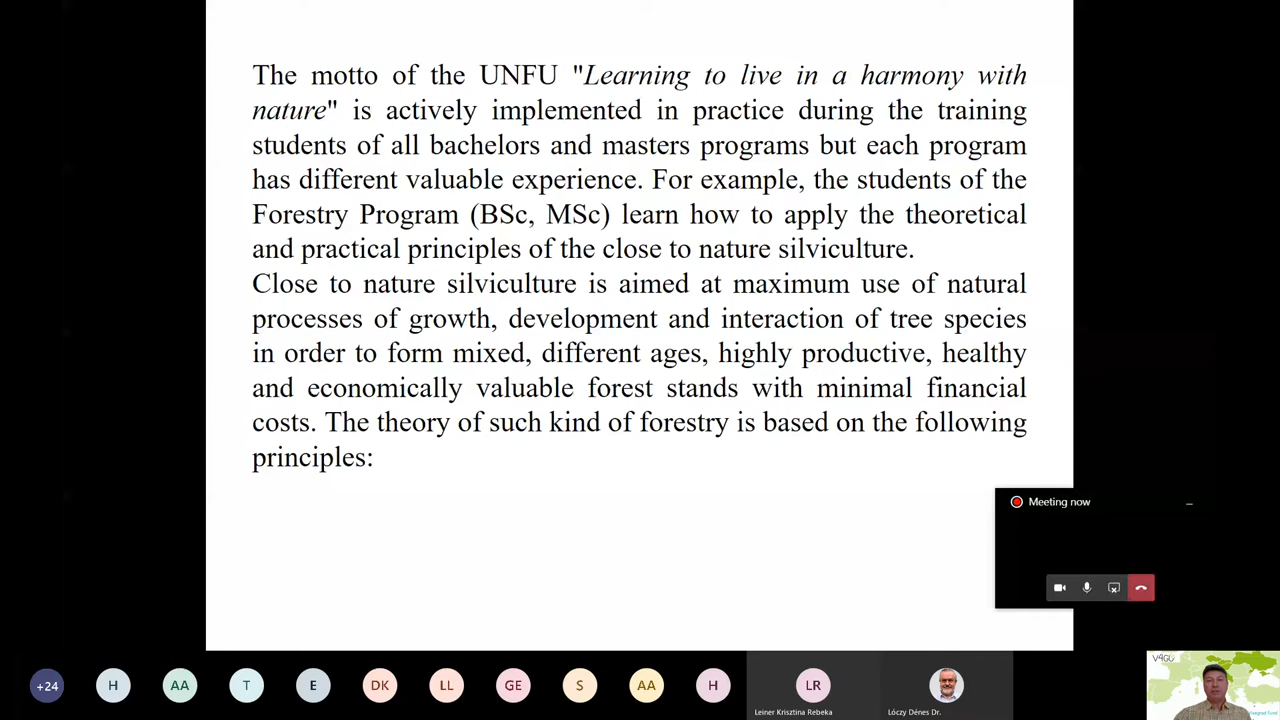 The motto of the UNFU "Learning to live in a harmony with
nature" is actively implemented in practice during the training
students of all bachelors and masters programs but each program
has different valuable experience. For example, the students of the
Forestry Program (BSc, MSc) learn how to apply the theoretical
and practical principles of the close to nature silviculture.
Close to nature silviculture is aimed at maximum use of natural
processes of growth, development and interaction of tree species
in order to form mixed, different ages, highly productive, healthy
and economically valuable forest stands with minimal financial
costs. The theory of such kind of forestry is based on the following
principles:
Meeting now
+24
H
AA
T
E
DK
LL
GE
S
AA
H
LR
Leiner Krisztina Rebeka
Lóczy Dénes Dr.
V4GU